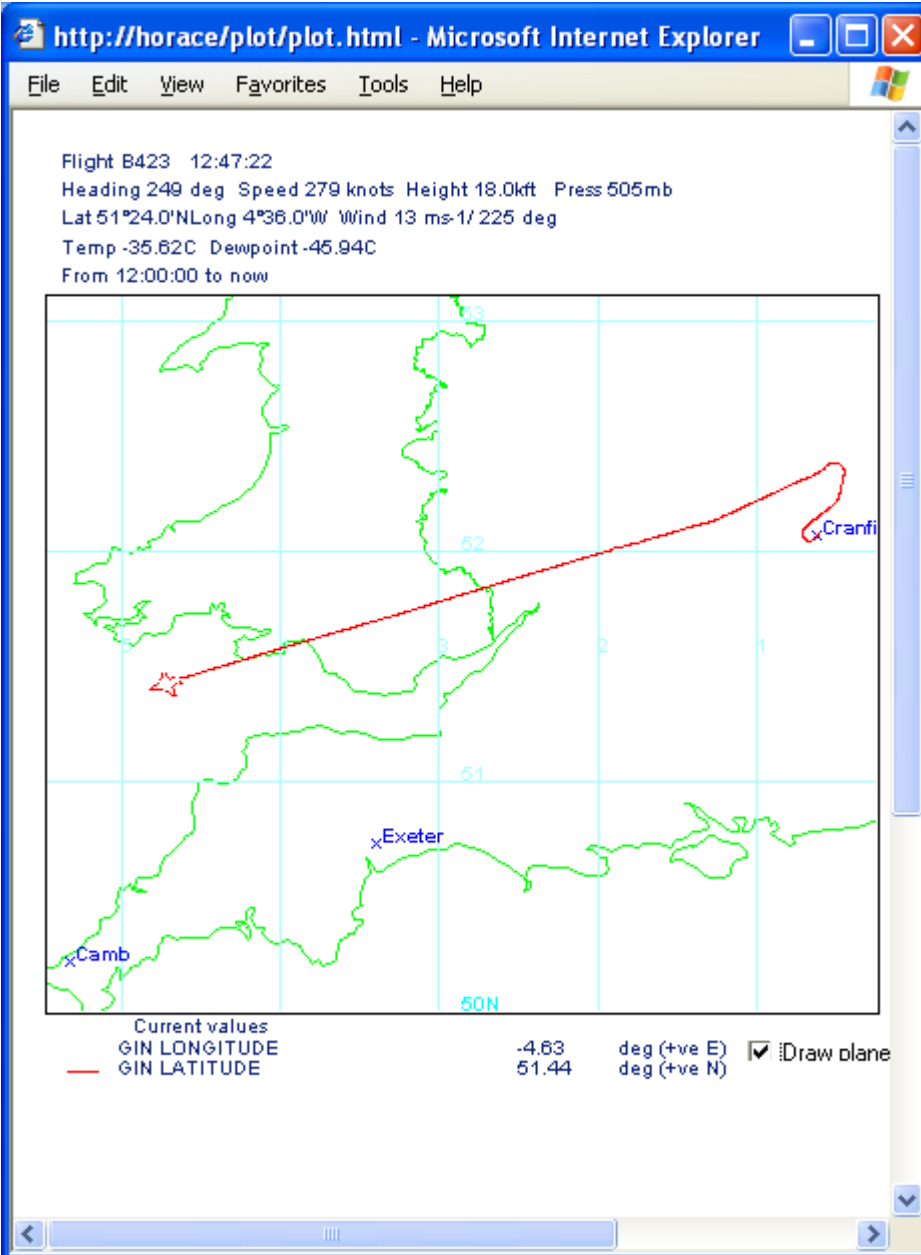 http://horace/plot/plot.html - Microsoft Internet Explorer
File Edit View Favorites Tools Help
Flight B423 12:47:22
Heading 249 deg Speed 279 knots Height 18.0kft Press 505mb
Lat 51°24.0'NLong 4°36.0'W Wind 13 ms-1/ 225 deg
Temp -35.62C Dewpoint -45.94C
From 12:00:00 to now
53
Cranfi
52
5 3 2 1
51
Exeter
Camb
50N
Current values
GIN LONGITUDE -4.63 deg (+ve E) Draw plane
GIN LATITUDE 51.44 deg (+ve N)